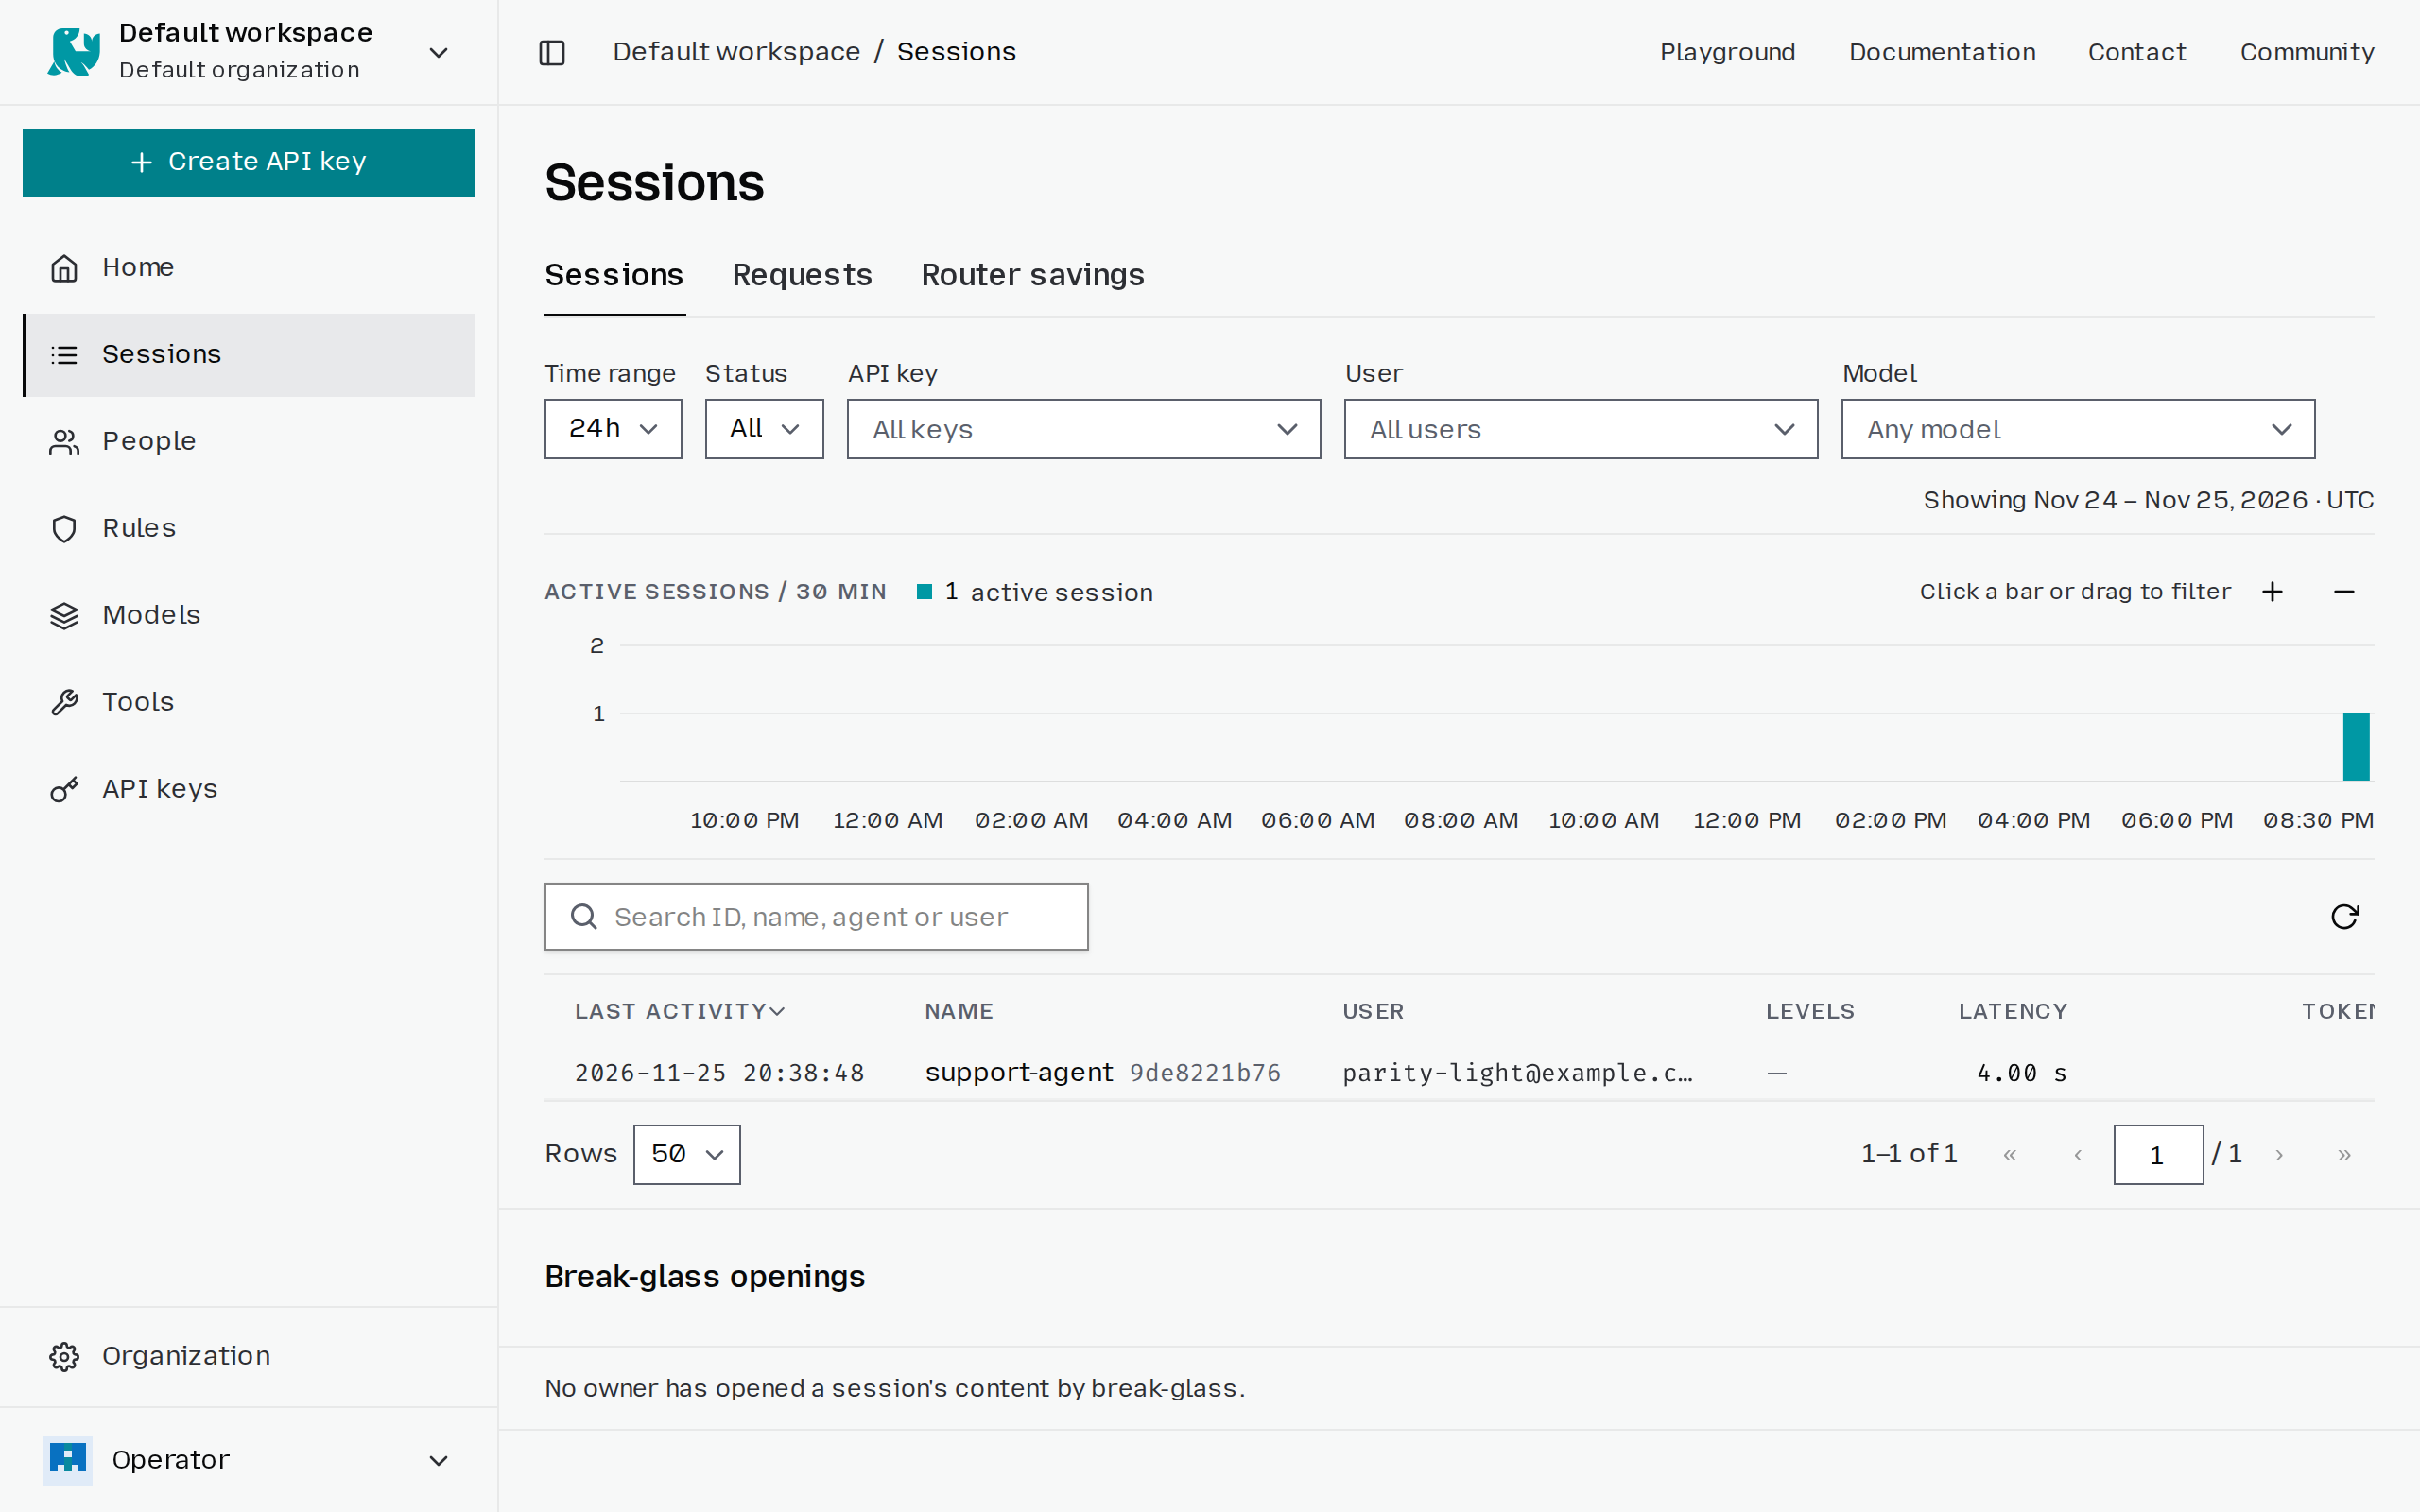 Default workspace
Default organization
Default workspace / Sessions
Playground Documentation Contact Community
Create API key
Home
Sessions
People
Rules
Models
Tools
API keys
Organization
Operator
Sessions
Sessions Requests Router savings
Time range Status API key User Model
24h All All keys All users Any model
Showing Nov 24 – Nov 25, 2026 · UTC
ACTIVE SESSIONS / 30 MIN 1 active session Click a bar or drag to filter + −
2
1
10:00 PM 12:00 AM 02:00 AM 04:00 AM 06:00 AM 08:00 AM 10:00 AM 12:00 PM 02:00 PM 04:00 PM 06:00 PM 08:30 PM
Search ID, name, agent or user
LAST ACTIVITY NAME USER LEVELS LATENCY TOKEN
2026-11-25 20:38:48 support-agent 9de8221b76 parity-light@example.c… — 4.00 s
Rows 50 1–1 of 1 « ‹ 1 / 1 › »
Break-glass openings
No owner has opened a session's content by break-glass.